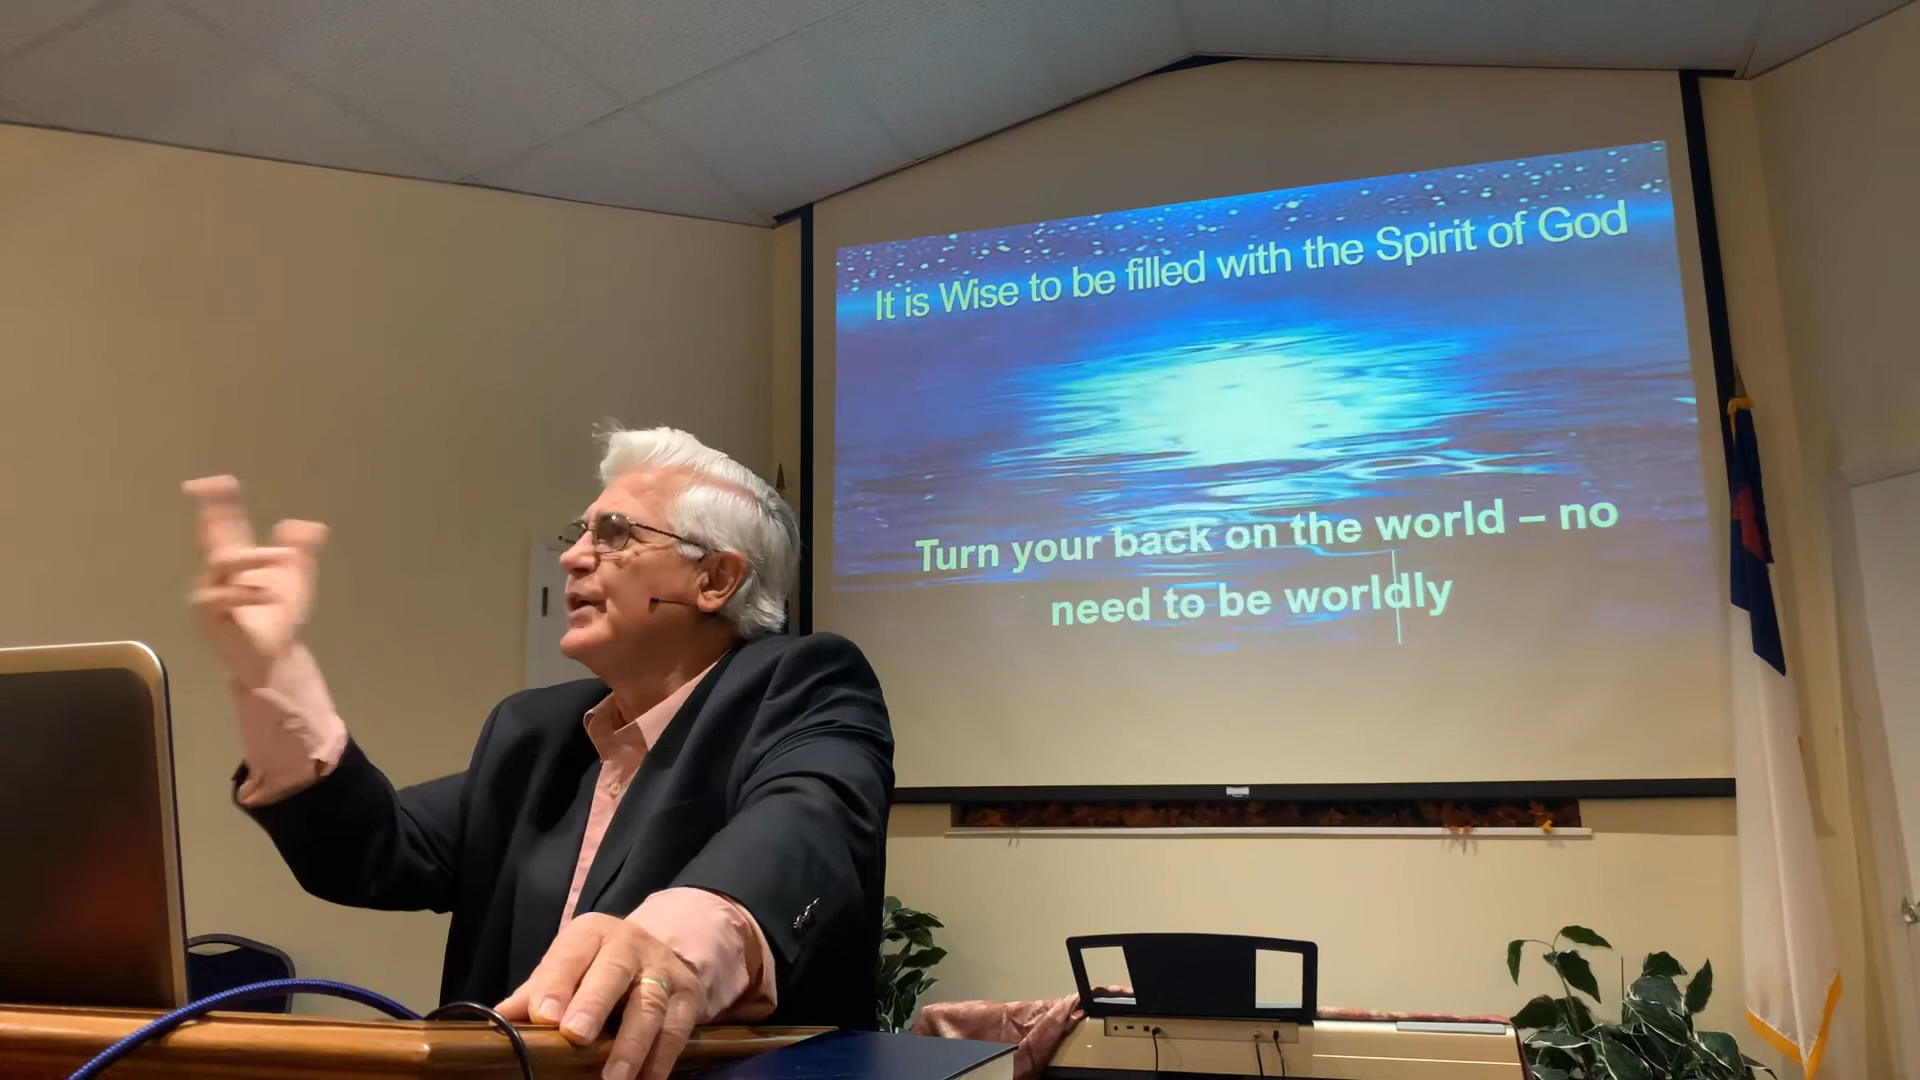 It is Wise to be filled with the Spirit of God
Turn your back on the world – no
need to be worldly